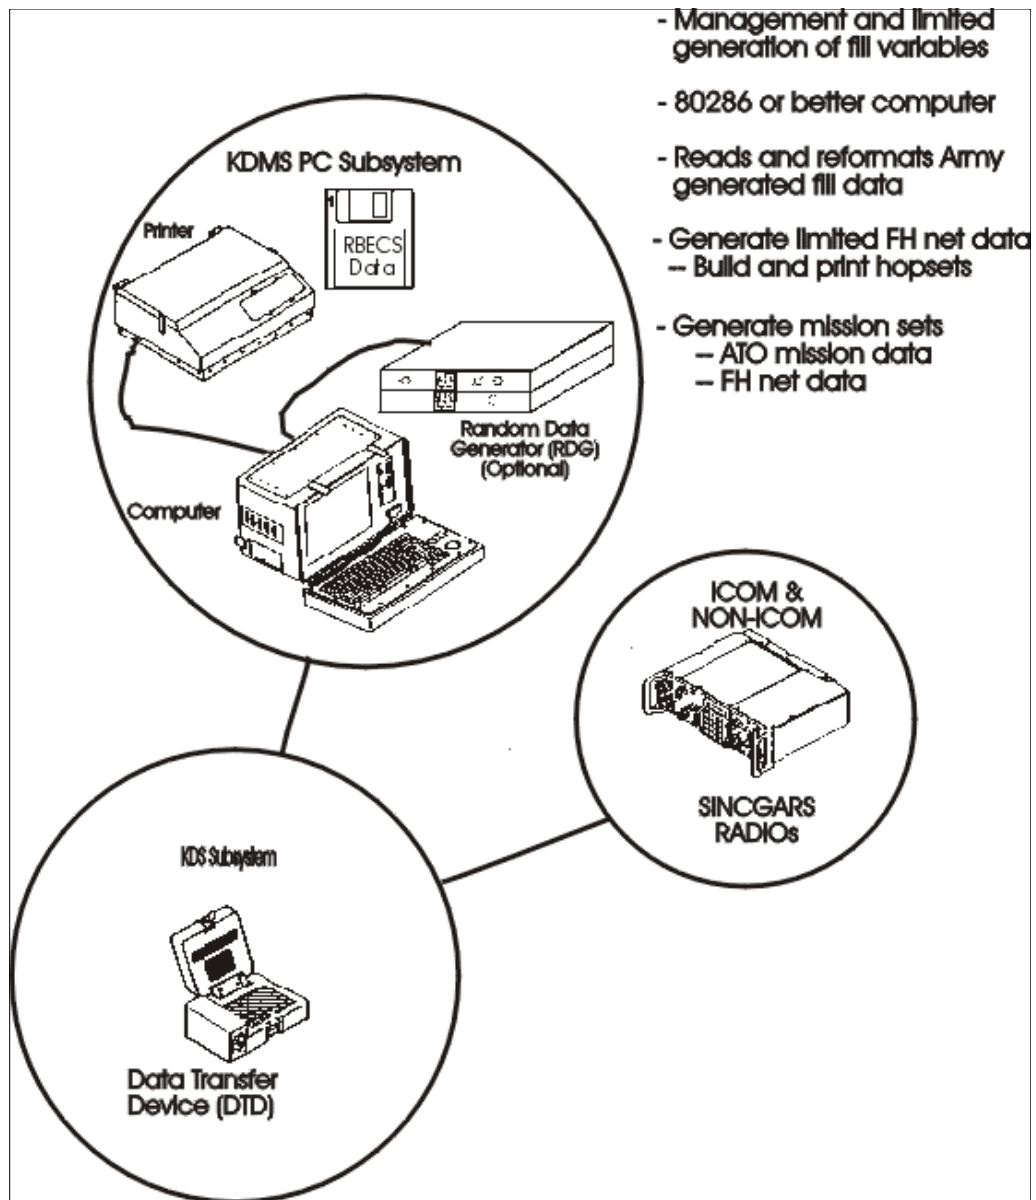 - Management and limited
generation of fill variables
- 80286 or better computer
- Reads and reformats Army
generated fill data
- Generate limited FH net data
-- Build and print hopsets
- Generate mission sets
-- ATO mission data
-- FH net data
KDMS PC Subsystem
Printer
RBECS
Data
Random Data
Generator (RDG)
(Optional)
Computer
ICOM &
NON-ICOM
SINCGARS
RADIOs
KDS Subsystem
Data Transfer
Device (DTD)